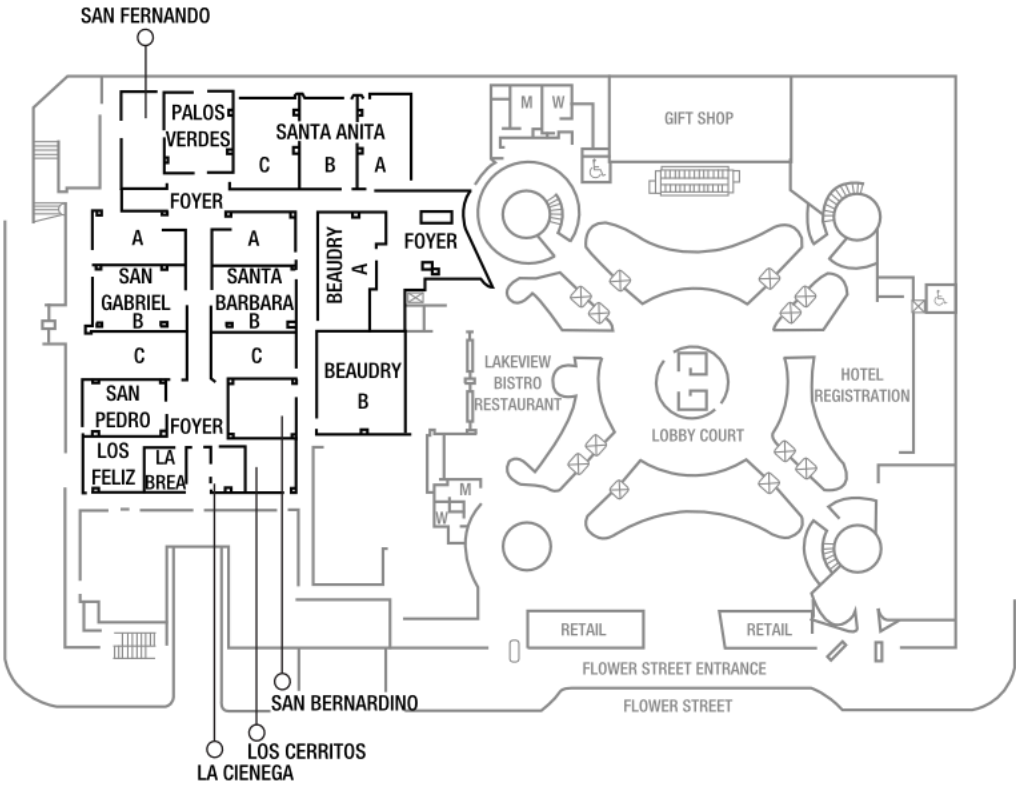 SAN FERNANDO
PALOS
VERDES
SANTA ANITA
C
B
A
M
W
GIFT SHOP
FOYER
A
A
BEAUDRY
A
FOYER
SAN
GABRIEL
B
SANTA
BARBARA
B
C
C
BEAUDRY
B
LAKEVIEW
BISTRO
RESTAURANT
LOBBY COURT
HOTEL
REGISTRATION
SAN
PEDRO
FOYER
LOS
FELIZ
LA
BREA
M
W
RETAIL
RETAIL
FLOWER STREET ENTRANCE
FLOWER STREET
SAN BERNARDINO
LOS CERRITOS
LA CIENEGA